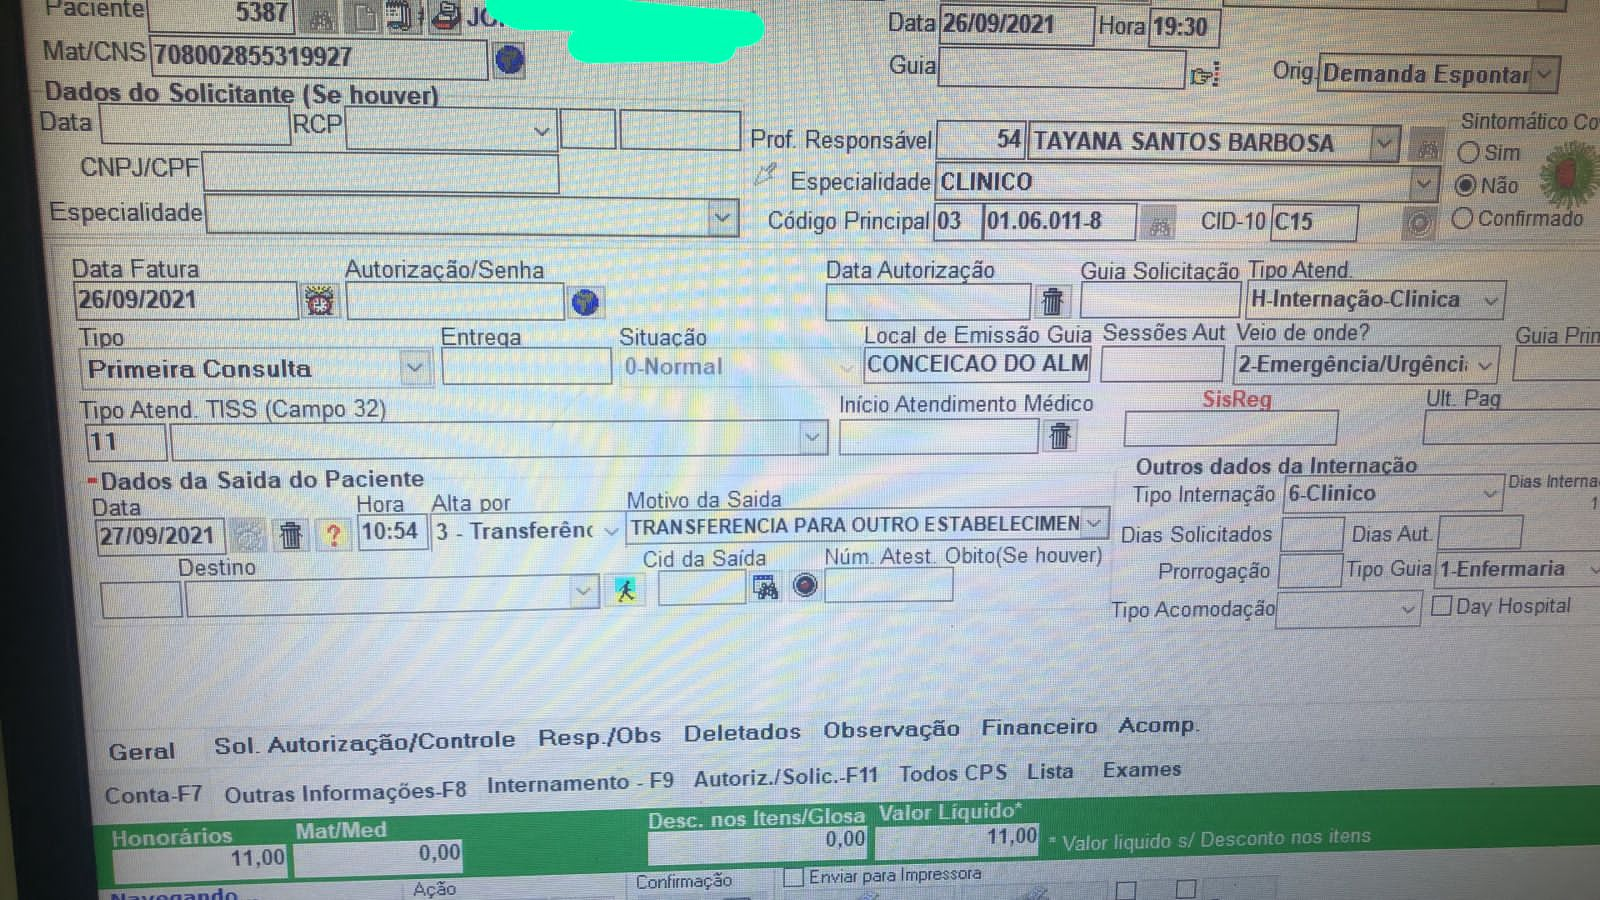 Paciente 5387
Data 26/09/2021 Hora 19:30
Mat/CNS 708002855319927
Guia Orig. Demanda Espontar
Dados do Solicitante (Se houver)
Data RCP
Prof. Responsável 54 TAYANA SANTOS BARBOSA
Sintomático Co
Sim
CNPJ/CPF
Especialidade CLINICO
Não
Especialidade
Código Principal 03 01.06.011-8 CID-10 C15
Confirmado
Data Fatura Autorização/Senha Data Autorização Guia Solicitação Tipo Atend.
26/09/2021 H-Internação-Clinica
Tipo Entrega Situação Local de Emissão Guia Sessões Aut Veio de onde? Guia Prin
Primeira Consulta 0-Normal CONCEICAO DO ALM 2-Emergência/Urgênci
Tipo Atend. TISS (Campo 32) Início Atendimento Médico SisReg Ult. Pag
11
Dados da Saida do Paciente Outros dados da Internação
Data Hora Alta por Motivo da Saida Tipo Internação 6-Clinico Dias Interna
27/09/2021 ? 10:54 3 - Transferênc TRANSFERENCIA PARA OUTRO ESTABELECIMEN Dias Solicitados Dias Aut. 1
Destino Cid da Saída Núm. Atest. Obito(Se houver) Prorrogação Tipo Guia 1-Enfermaria
Tipo Acomodação Day Hospital
Geral Sol. Autorização/Controle Resp./Obs Deletados Observação Financeiro Acomp.
Conta-F7 Outras Informações-F8 Internamento - F9 Autoriz./Solic.-F11 Todos CPS Lista Exames
Honorários Mat/Med Desc. nos Itens/Glosa Valor Líquido*
11,00 0,00 0,00 11,00 * Valor liquido s/ Desconto nos itens
Navegando Ação Confirmação Enviar para Impressora